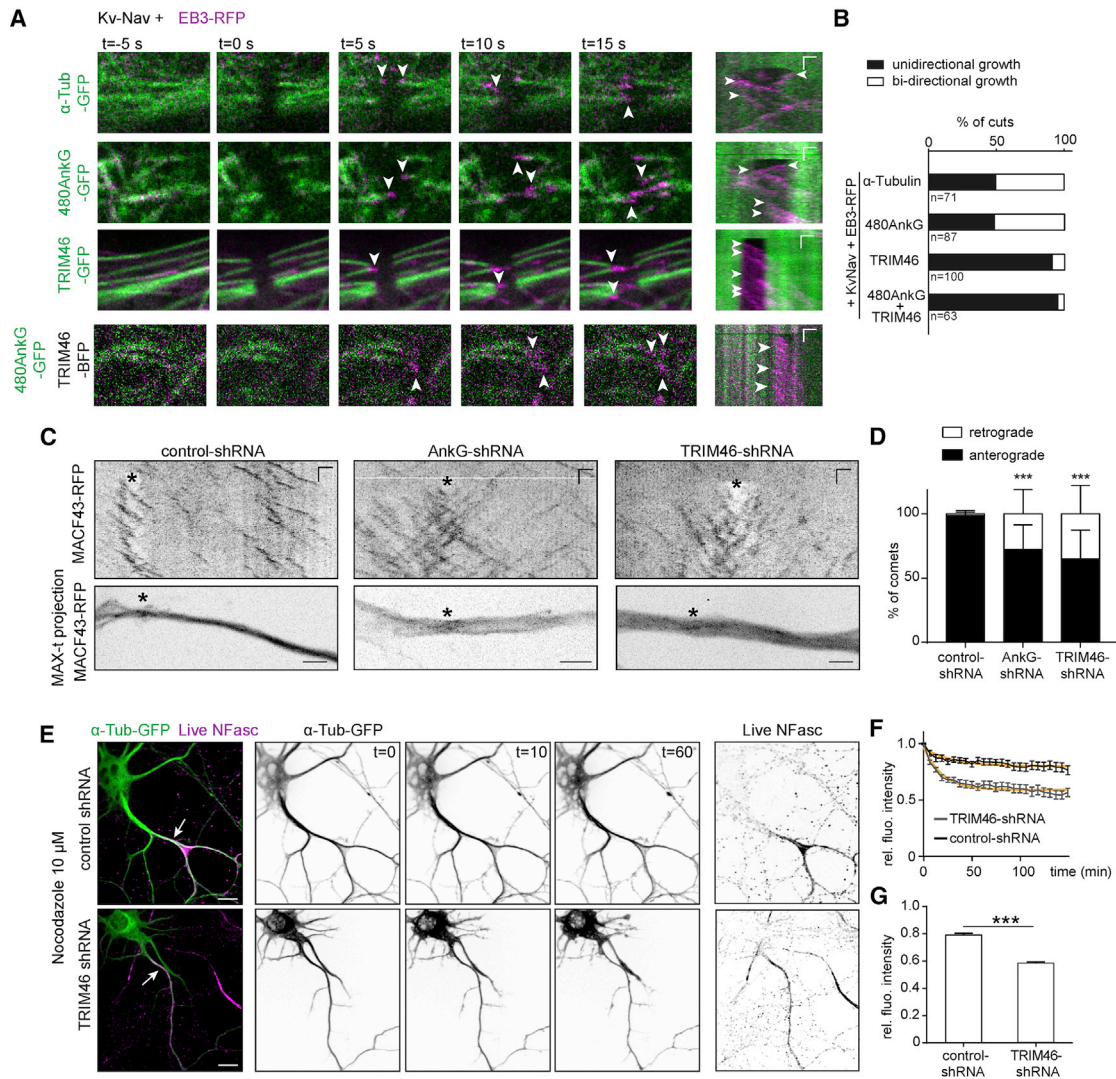 A
Kv-Nav + EB3-RFP
t=-5 s
t=0 s
t=5 s
t=10 s
t=15 s
α-Tub
-GFP
480AnkG
-GFP
TRIM46
-GFP
480AnkG-GFP
-GFP
TRIM46
-BFP
B
unidirectional growth
bi-directional growth
% of cuts
0
100
+ KvNav + EB3-RFP
α-Tubulin
n=71
480AnkG
n=87
TRIM46
n=100
480AnkG
+
TRIM46
n=63
C
control-shRNA
AnkG-shRNA
TRIM46-shRNA
MACF43-RFP
*
*
*
MAX-t projection
MACF43-RFP
*
*
*
D
retrograde
anterograde
*** ***
% of comets
100
50
0
control-
shRNA
AnkG-
shRNA
TRIM46-
shRNA
E
α-Tub-GFP Live NFasc
α-Tub-GFP
Live NFasc
t=0
t=10
t=60
Nocodazole 10 μM
control shRNA
TRIM46 shRNA
F
rel. fluo. intensity
1.0
0.5
0
0
50
100
time (min)
TRIM46-shRNA
control-shRNA
G
rel. fluo. intensity
***
0.8
0.6
0.4
0.2
0
control-
shRNA
TRIM46-
shRNA